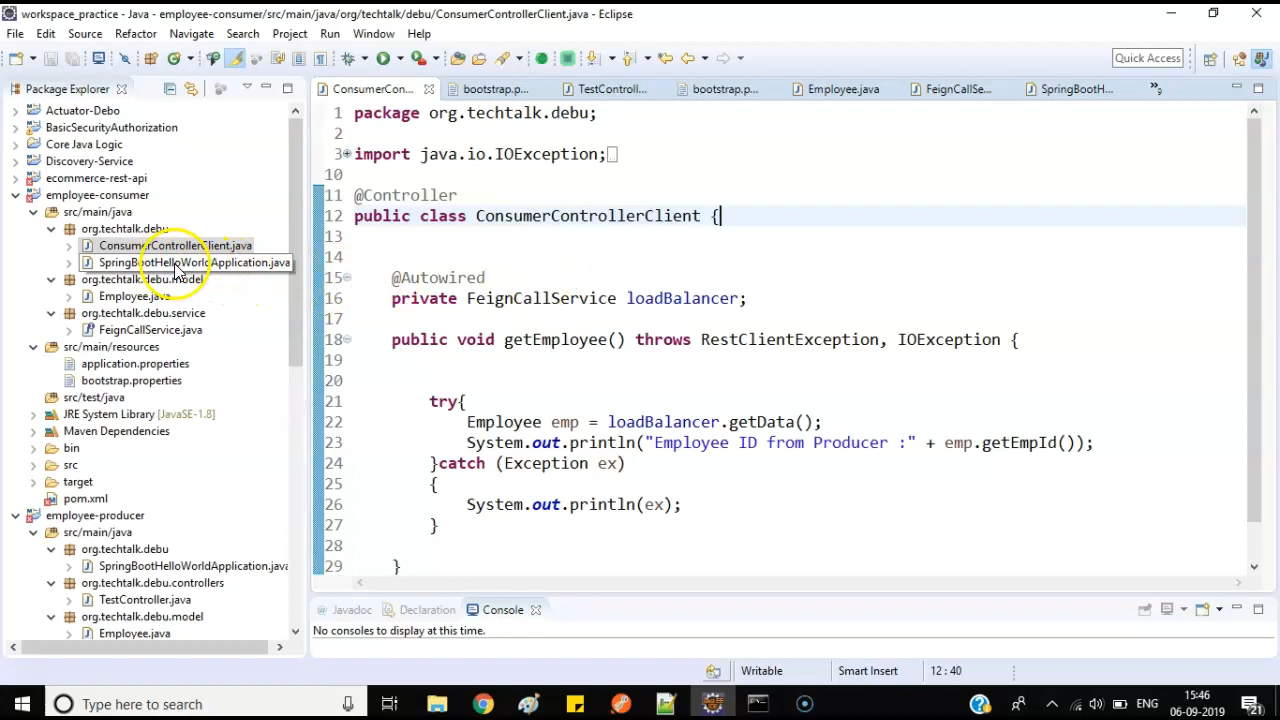 workspace_practice - Java - employee-consumer/src/main/java/org/techtalk/debu/ConsumerControllerClient.java - Eclipse
File Edit Source Refactor Navigate Search Project Run Window Help
Quick Access
Package Explorer
ConsumerCon... bootstrap.p... TestControll... bootstrap.p... Employee.java FeignCallSe... SpringBootH... 9
Actuator-Debo
BasicSecurityAuthorization
Core Java Logic
Discovery-Service
ecommerce-rest-api
employee-consumer
src/main/java
org.techtalk.debu
ConsumerControllerClient.java
SpringBootHelloWorldApplication.java
org.techtalk.debu.model
Employee.java
org.techtalk.debu.service
FeignCallService.java
src/main/resources
application.properties
bootstrap.properties
src/test/java
JRE System Library [JavaSE-1.8]
Maven Dependencies
bin
src
target
pom.xml
employee-producer
src/main/java
org.techtalk.debu
SpringBootHelloWorldApplication.java
org.techtalk.debu.controllers
TestController.java
org.techtalk.debu.model
Employee.java
1 package org.techtalk.debu;
2
3 import java.io.IOException;
10
11 @Controller
12 public class ConsumerControllerClient {
13
14
15 @Autowired
16 private FeignCallService loadBalancer;
17
18 public void getEmployee() throws RestClientException, IOException {
19
20
21 try{
22 Employee emp = loadBalancer.getData();
23 System.out.println("Employee ID from Producer :" + emp.getEmpId());
24 }catch (Exception ex)
25 {
26 System.out.println(ex);
27 }
28
29 }
Javadoc Declaration Console
No consoles to display at this time.
Writable Smart Insert 12 : 40
Type here to search
ENG
15:46
06-09-2019
21